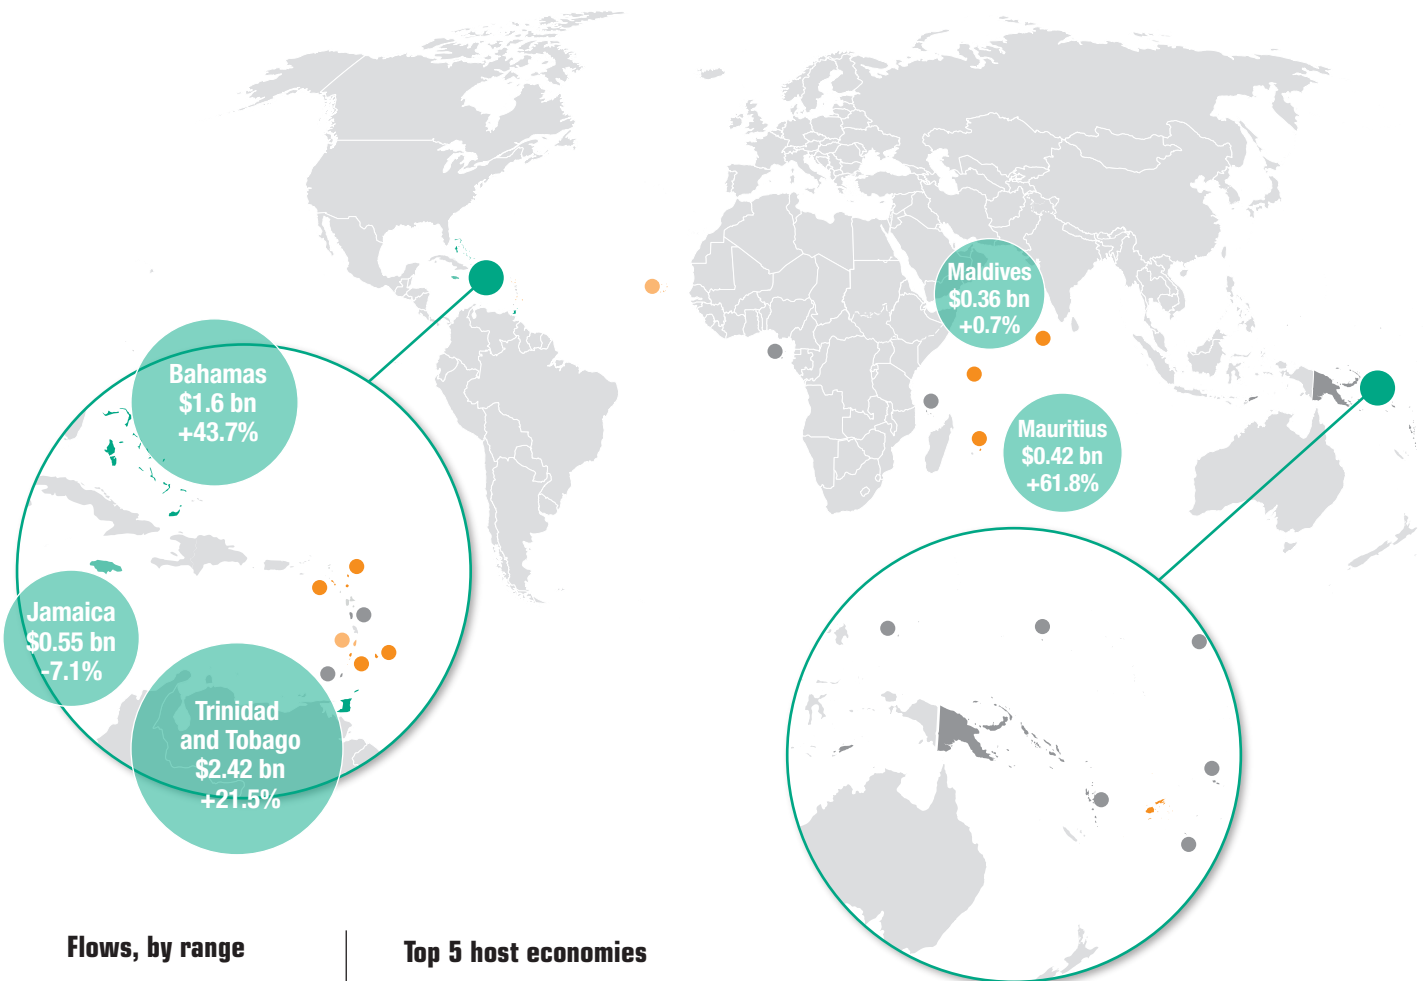 Maldives
$0.36 bn
+0.7%
Bahamas
$1.6 bn
+43.7%
Mauritius
$0.42 bn
+61.8%
Jamaica
$0.55 bn
-7.1%
Trinidad
and Tobago
$2.42 bn
+21.5%
Flows, by range
Top 5 host economies